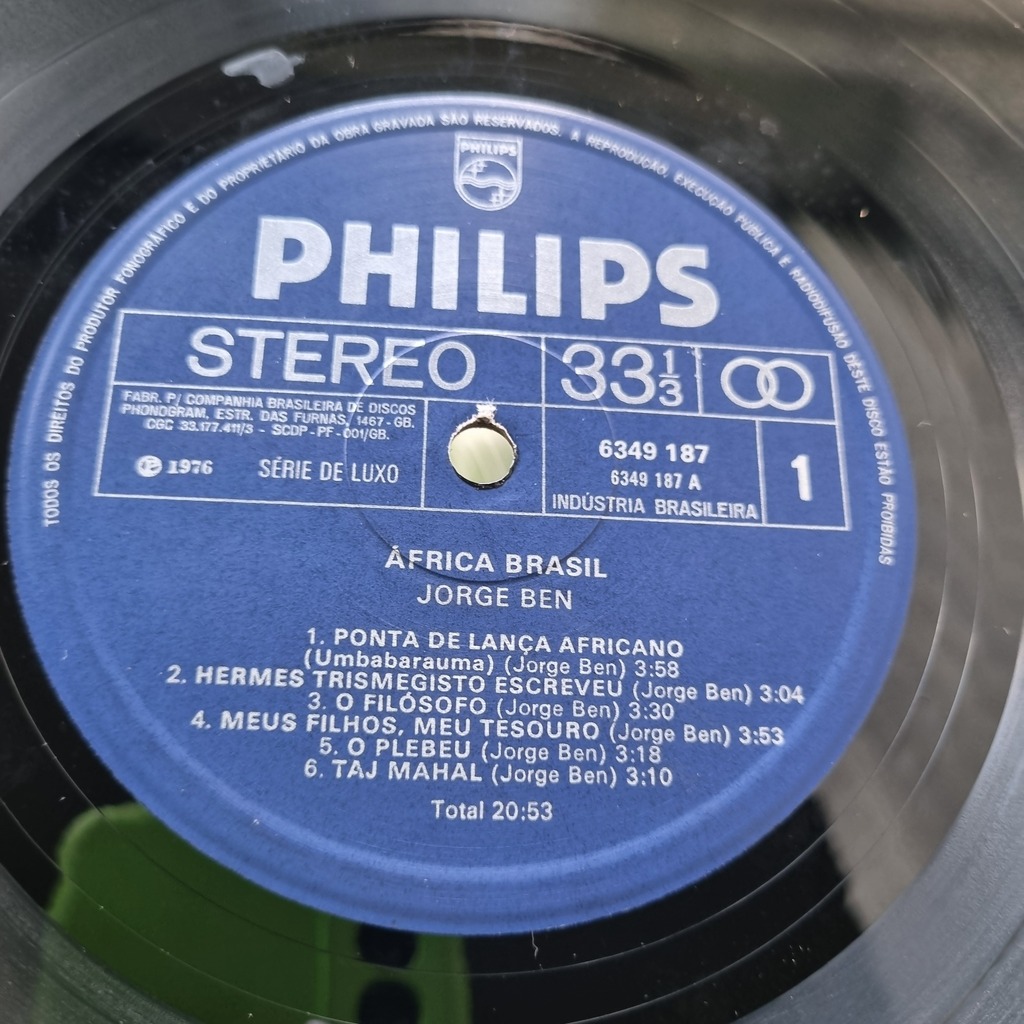 TODOS OS DIREITOS DO PRODUTOR FONOGRÁFICO E DO PROPRIETÁRIO DA OBRA GRAVADA SÃO RESERVADOS. A REPRODUÇÃO, EXECUÇÃO PÚBLICA E RADIODIFUSÃO DÊSTE DISCO ESTÃO PROIBIDAS
PHILIPS
PHILIPS
STEREO
33 1/3
FABR. P/ COMPANHIA BRASILEIRA DE DISCOS
PHONOGRAM, ESTR. DAS FURNAS, 1467-GB.
CGC 33.177.411/3 - SCDP-PF-001/GB.
℗ 1976 SÉRIE DE LUXO
6349 187
6349 187 A
INDÚSTRIA BRASILEIRA
1
ÁFRICA BRASIL
JORGE BEN
1. PONTA DE LANÇA AFRICANO
(Umbabarauma) (Jorge Ben) 3:58
2. HERMES TRISMEGISTO ESCREVEU (Jorge Ben) 3:04
3. O FILÓSOFO (Jorge Ben) 3:30
4. MEUS FILHOS, MEU TESOURO (Jorge Ben) 3:53
5. O PLEBEU (Jorge Ben) 3:18
6. TAJ MAHAL (Jorge Ben) 3:10
Total 20:53